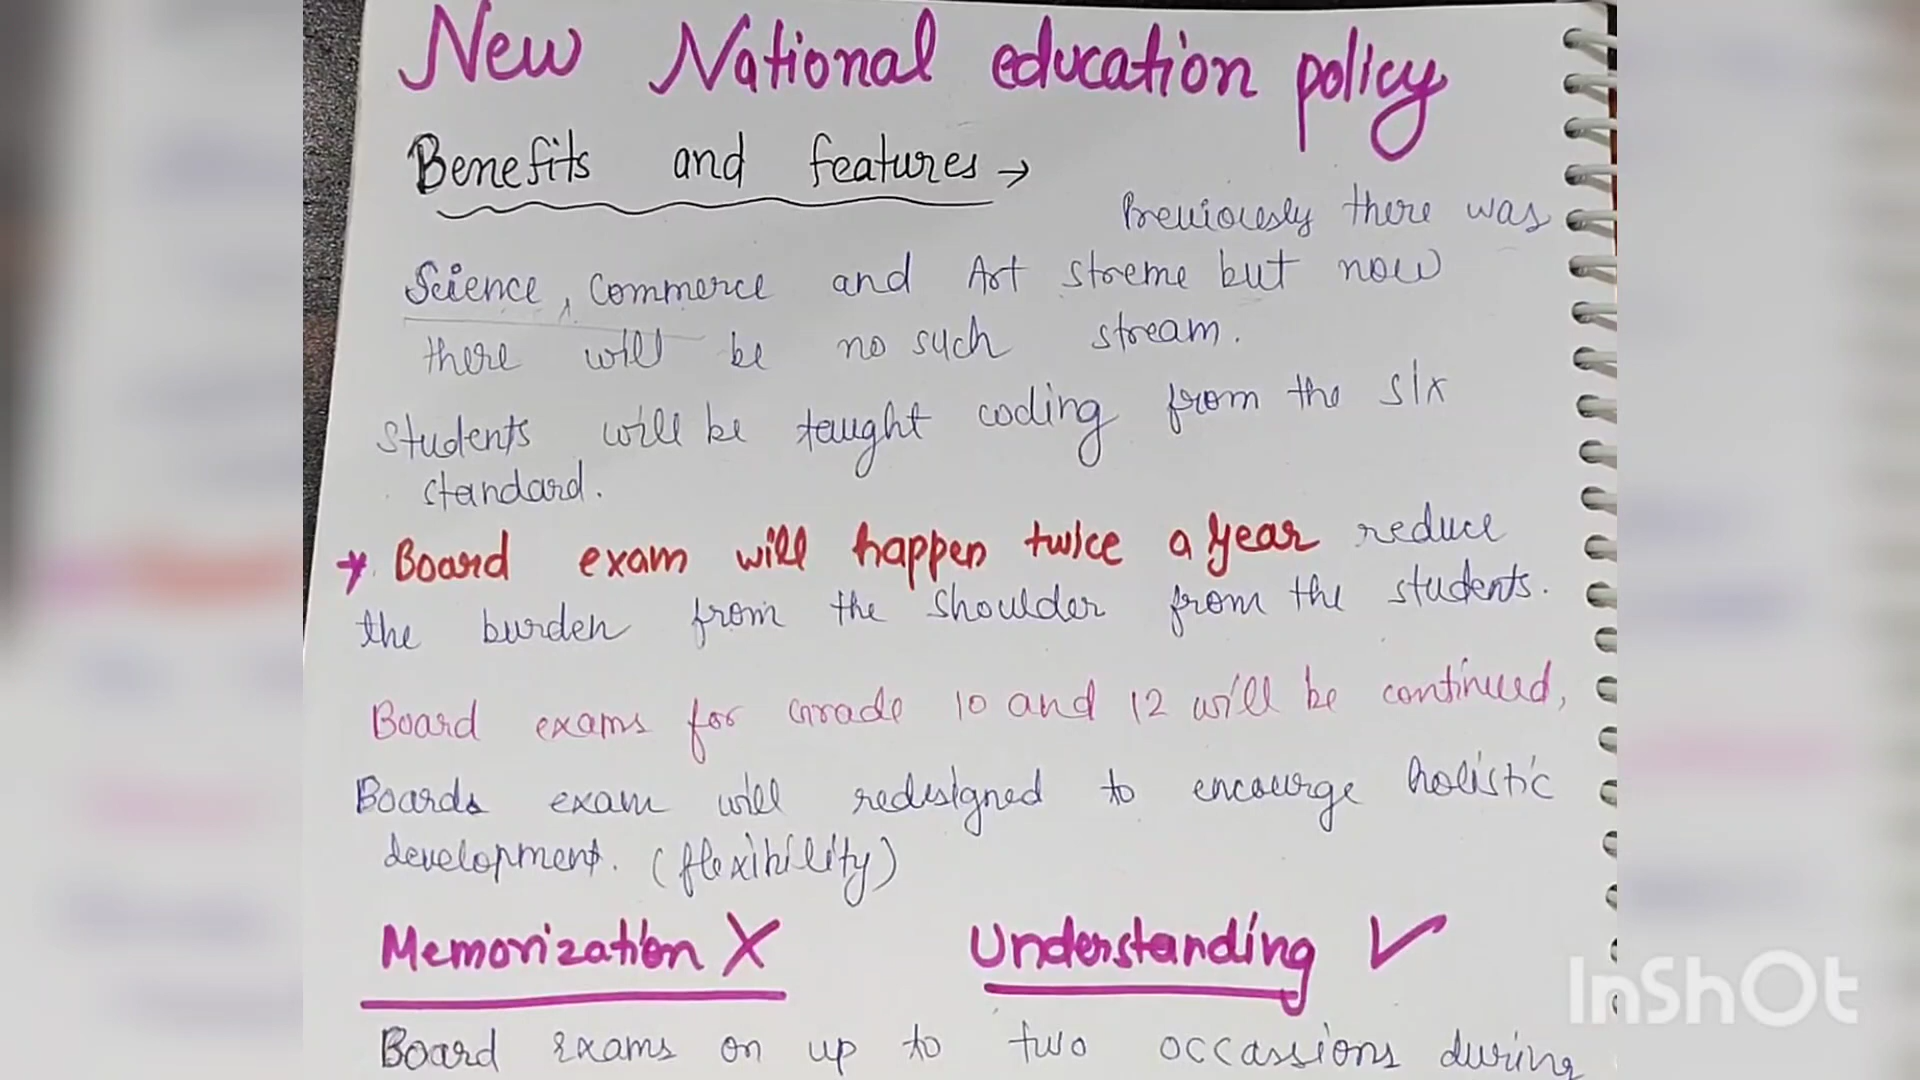 New National education policy
Benefits and features →
Previously there was
Science, Commerce and Art streme but now
there will be no such stream.
Students will be taught coding from the six
standard.
Board exam will happen twice a year reduce
the burden from the shoulder from the students.
Board exams for Grade 10 and 12 will be continued,
Boards exam will redesigned to encourge holistic
development. (flexibility)
Memorization X Understanding ✓
Board exams on up to two occassions during
InShOt